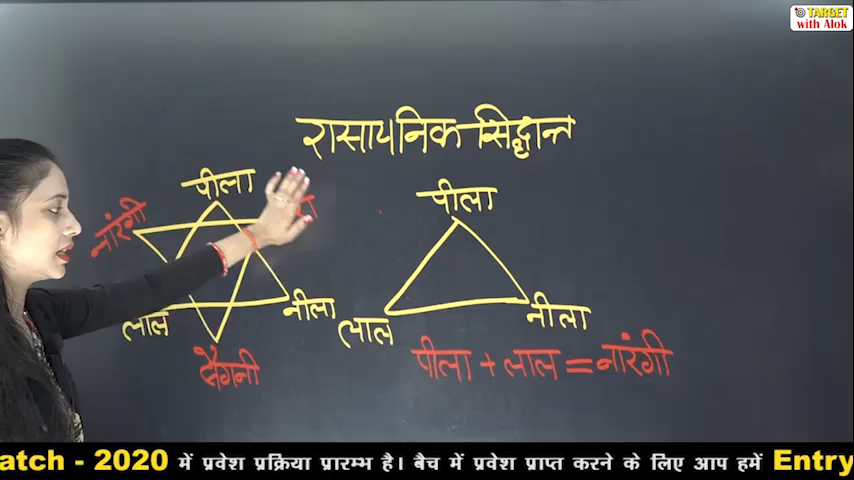 TARGET
with Alok
रासायनिक सिद्धान्त
पीला
नारंगी
लाल
नीला
बैगनी
पीला
लाल
नीला
पीला + लाल = नारंगी
atch - 2020 में प्रवेश प्रक्रिया प्रारम्भ है। बैच में प्रवेश प्राप्त करने के लिए आप हमें Entry